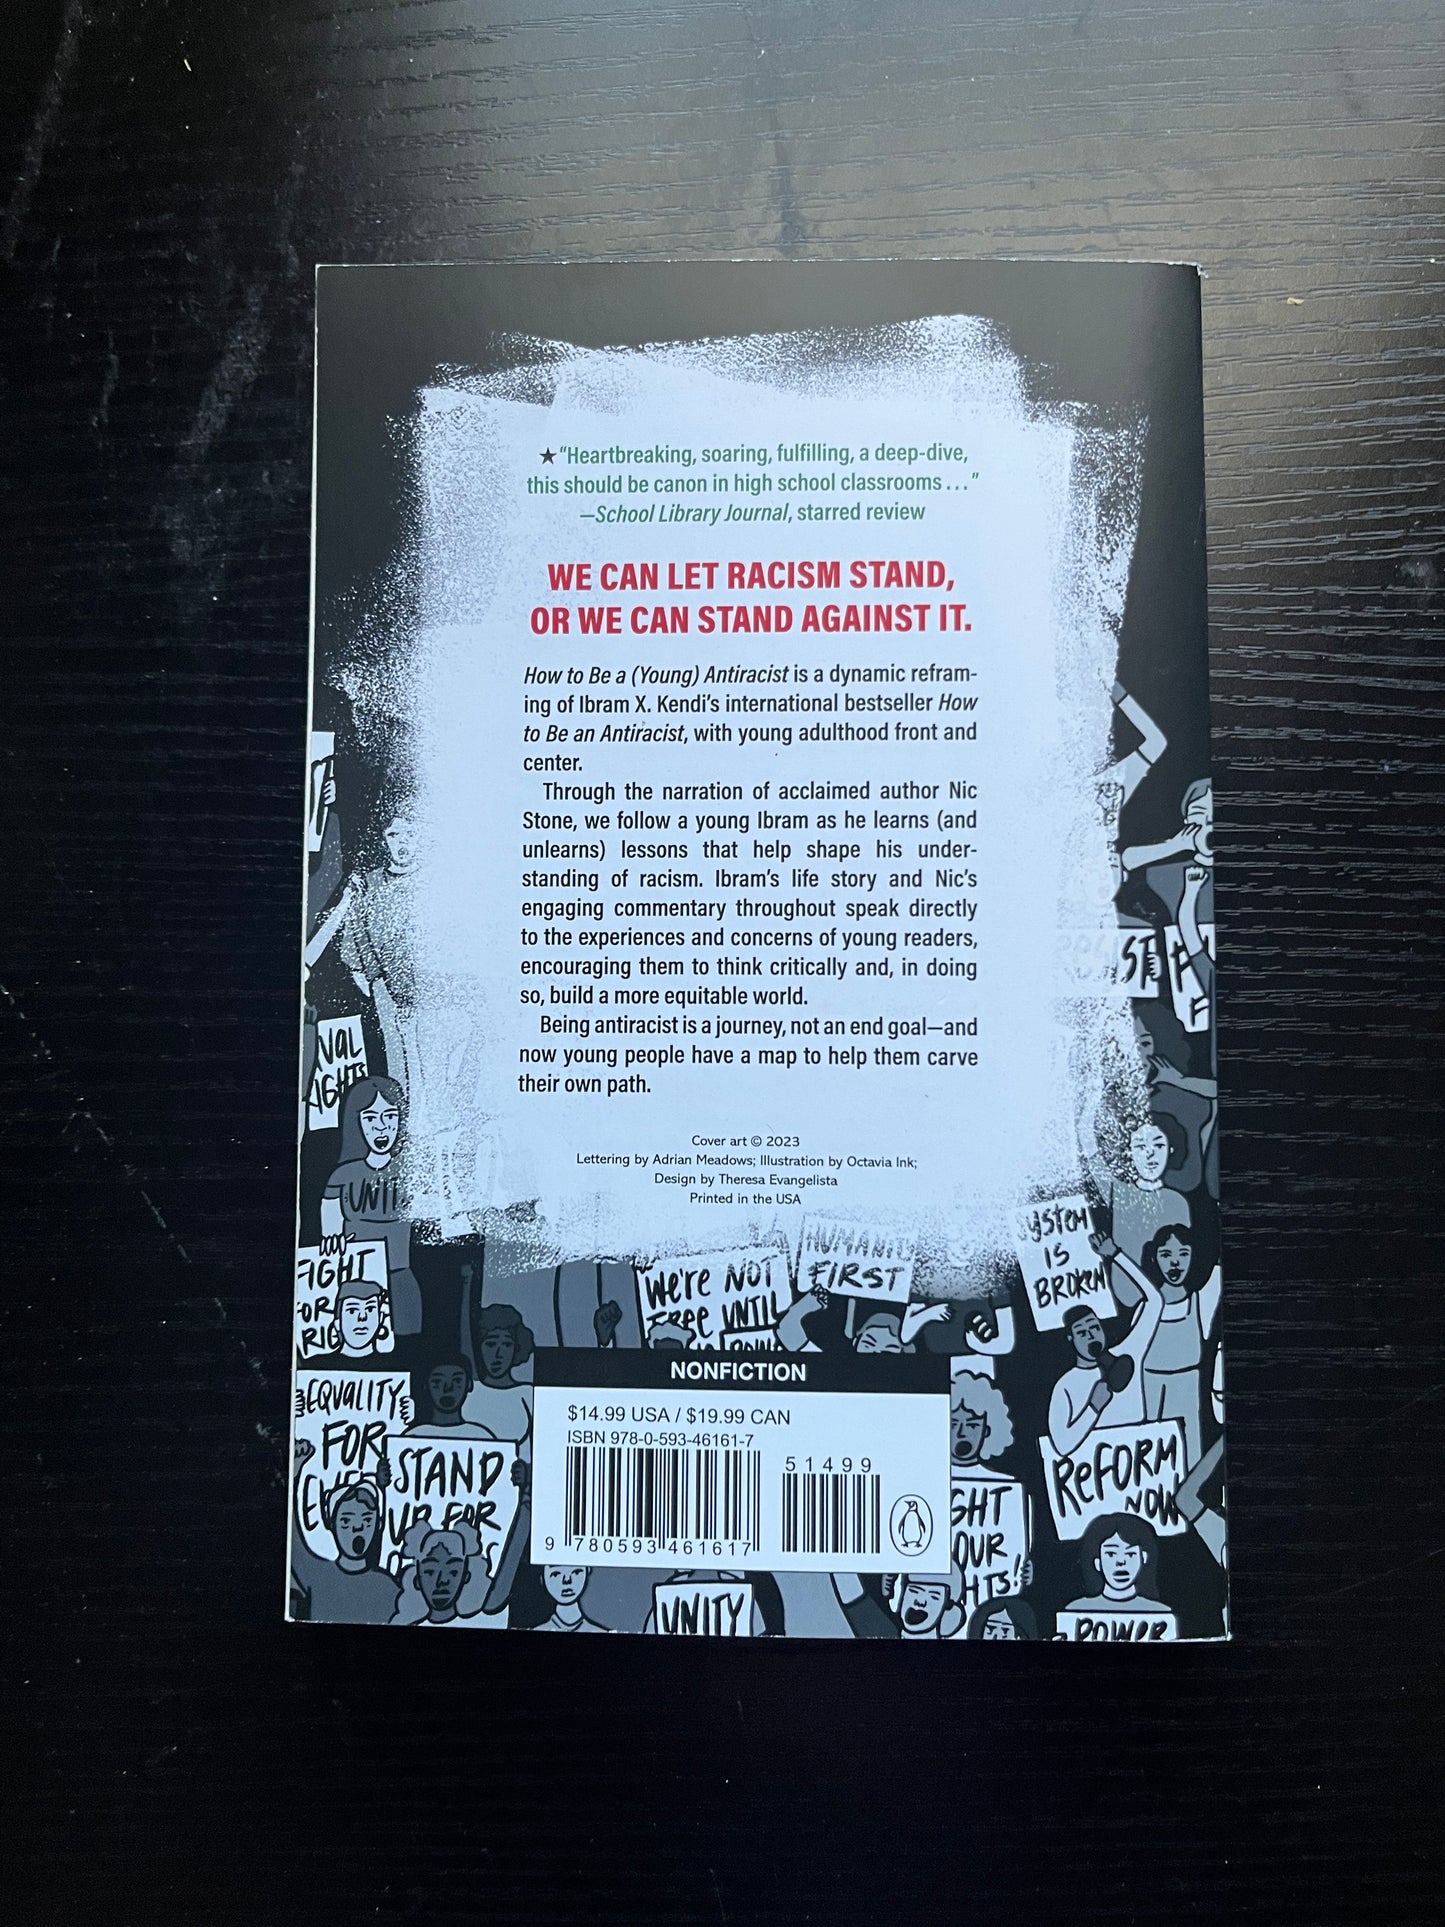 ★“Heartbreaking, soaring, fulfilling, a deep-dive,
this should be canon in high school classrooms . . .”
—School Library Journal, starred review
WE CAN LET RACISM STAND,
OR WE CAN STAND AGAINST IT.
How to Be a (Young) Antiracist is a dynamic refram-
ing of Ibram X. Kendi’s international bestseller How
to Be an Antiracist, with young adulthood front and
center.
Through the narration of acclaimed author Nic
Stone, we follow a young Ibram as he learns (and
unlearns) lessons that help shape his under-
standing of racism. Ibram’s life story and Nic’s
engaging commentary throughout speak directly
to the experiences and concerns of young readers,
encouraging them to think critically and, in doing
so, build a more equitable world.
Being antiracist is a journey, not an end goal—and
now young people have a map to help them carve
their own path.
Cover art © 2023
Lettering by Adrian Meadows; Illustration by Octavia Ink;
Design by Theresa Evangelista
Printed in the USA
FIGHT
FOR
EQUALITY
FOR
STAND
UP FOR
WE'RE NOT
FREE UNTIL
HUMANITY
FIRST
SYSTEM
IS
BROKEN
REFORM
NOW
UNITY
POWER
NONFICTION
$14.99 USA / $19.99 CAN
ISBN 978-0-593-46161-7
51499
9 780593 461617